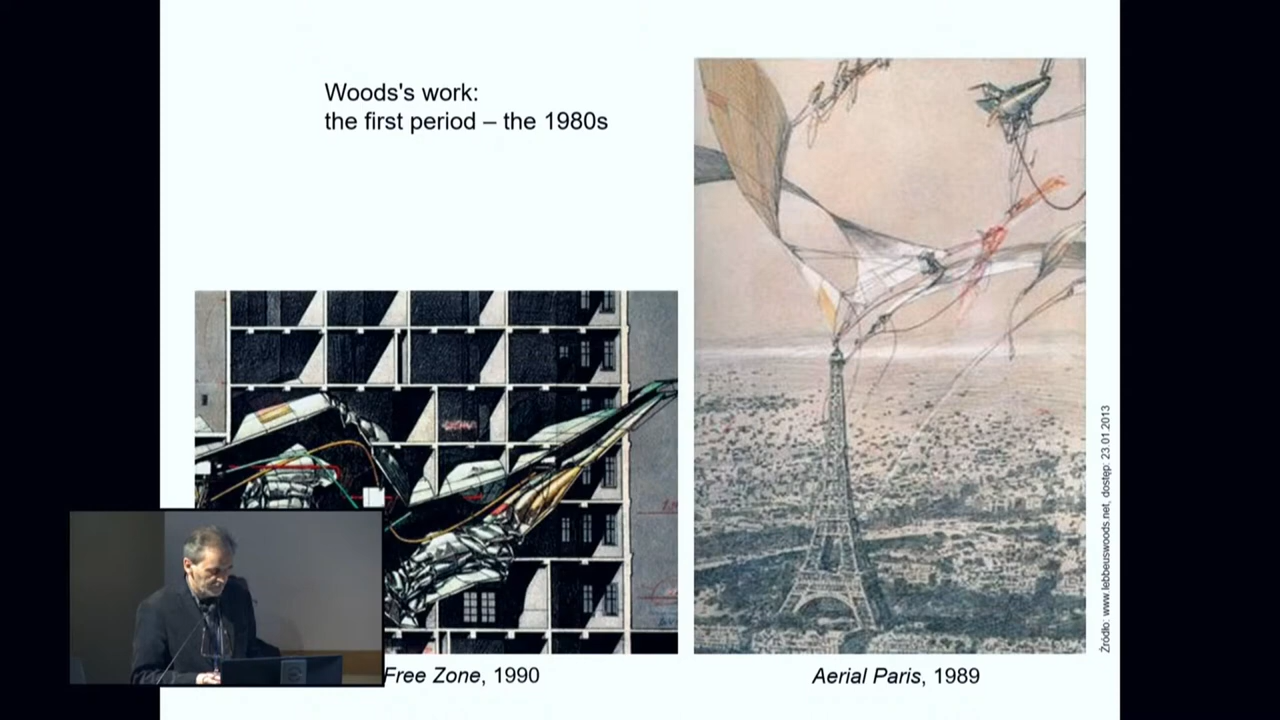 Woods's work:
the first period – the 1980s
Free Zone, 1990
Aerial Paris, 1989
Źródło: www.lebbeuswoods.net, dostęp: 23.01.2013